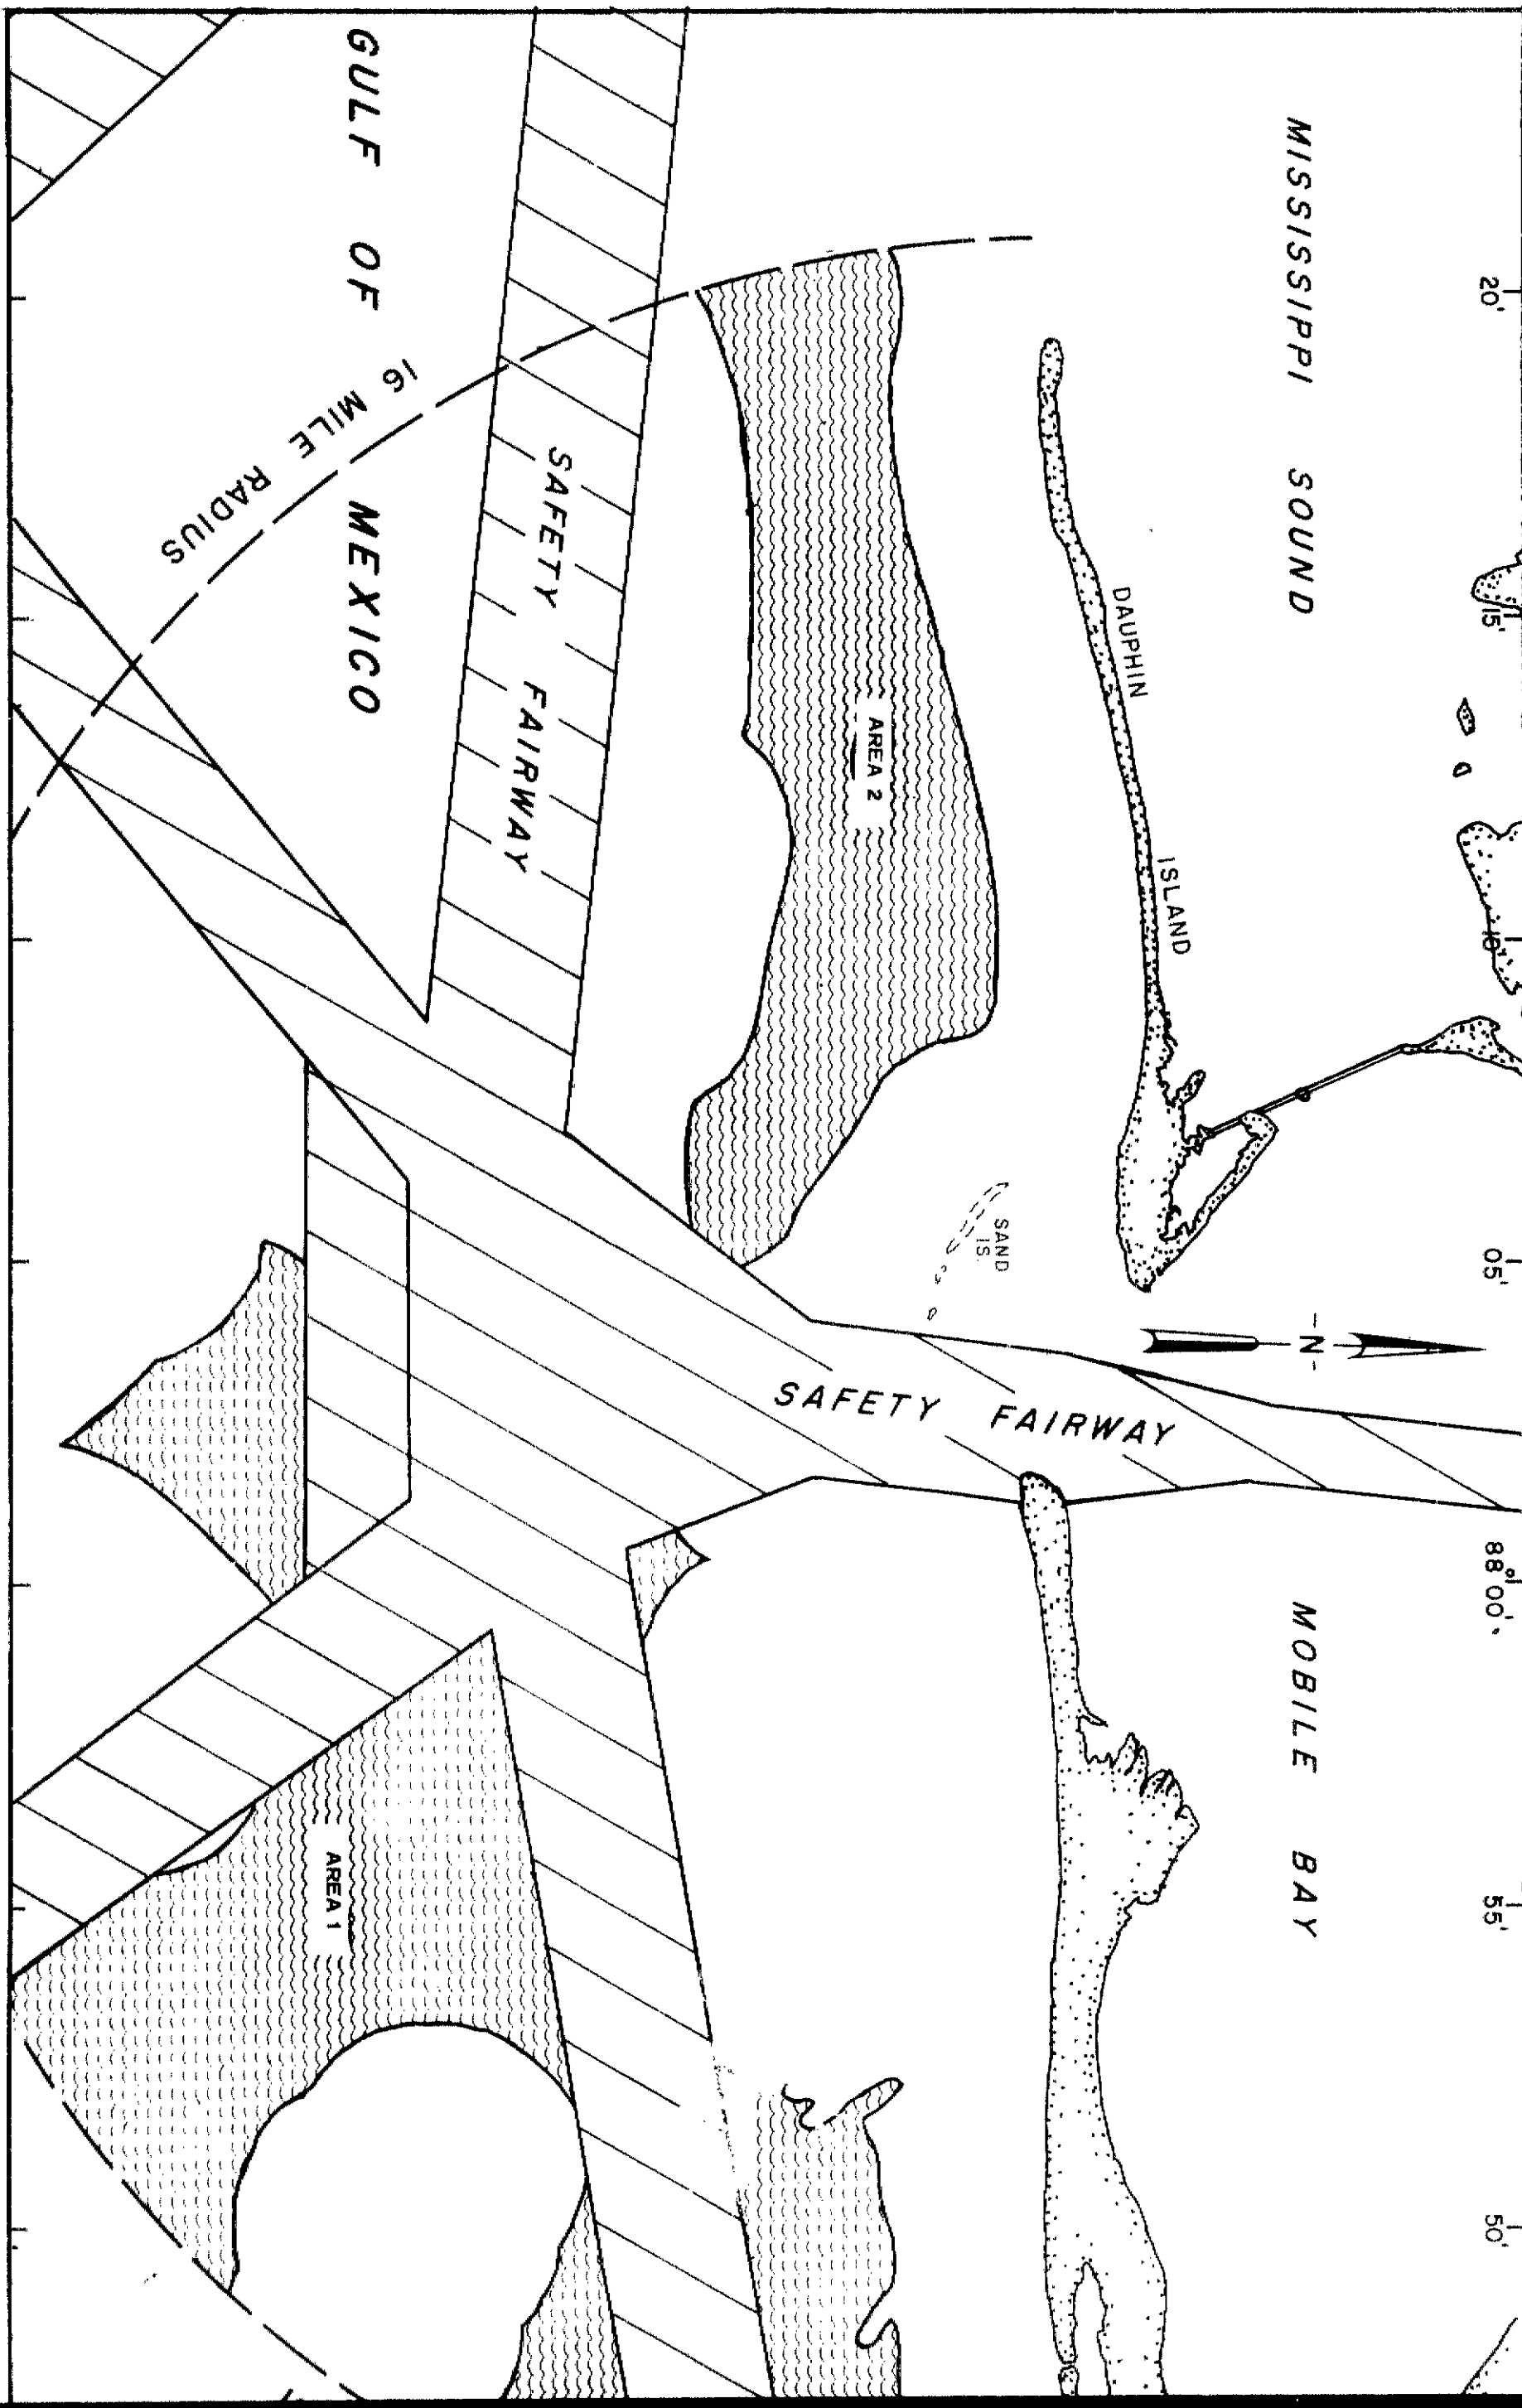 20'
15'
10'
05'
88°00'
55'
50'
MISSISSIPPI SOUND
MOBILE BAY
-N-
DAUPHIN
ISLAND
SAND
IS.
AREA 2
SAFETY FAIRWAY
SAFETY FAIRWAY
GULF OF MEXICO
16 MILE RADIUS
AREA 1